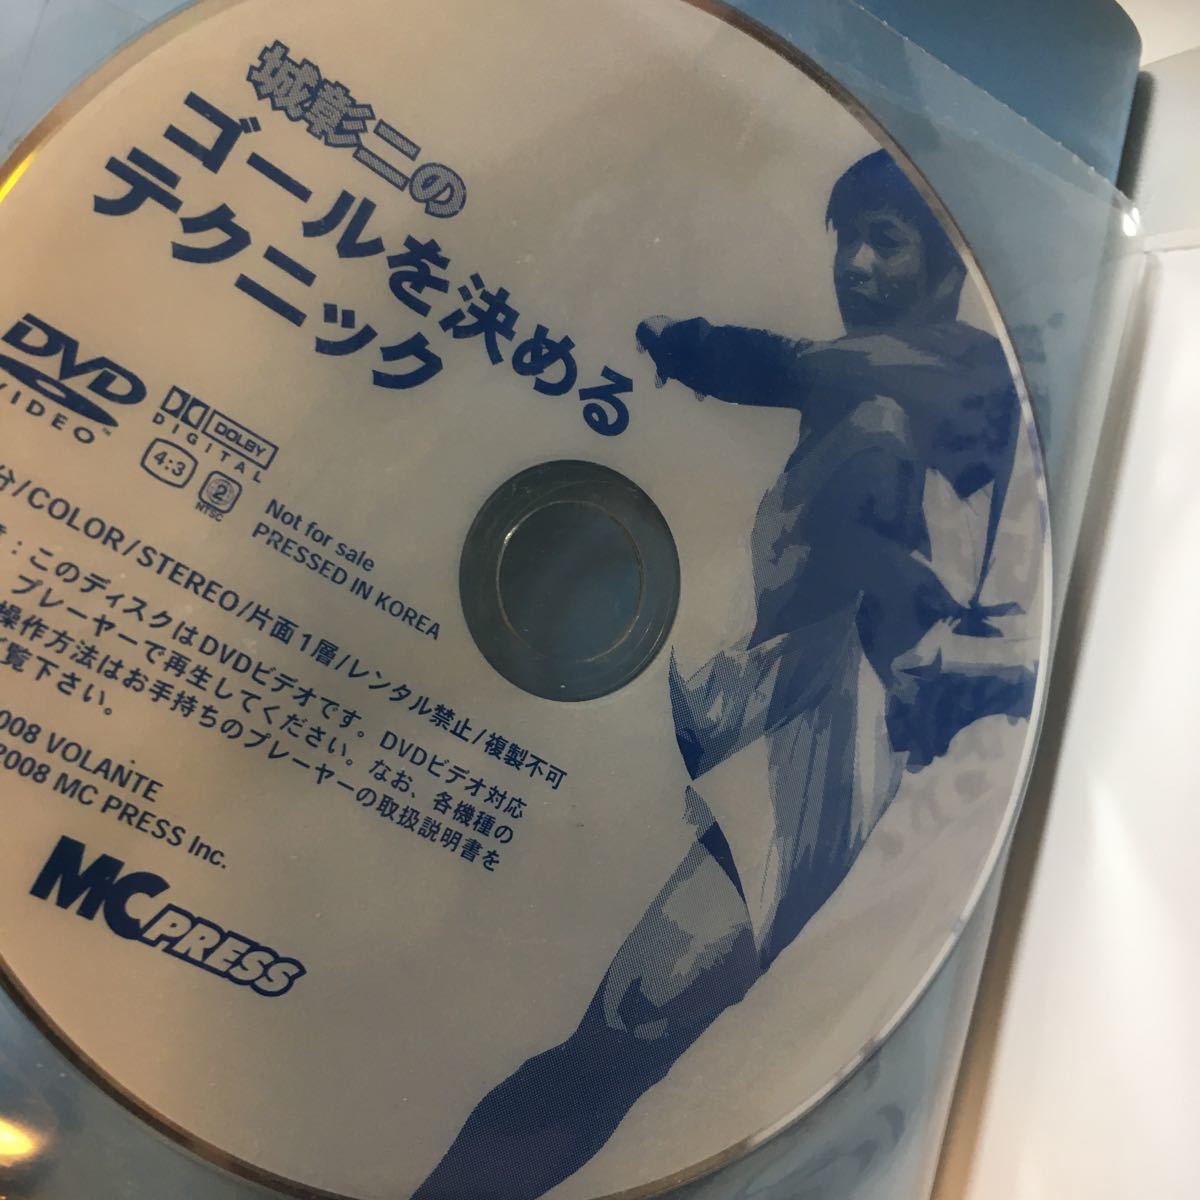 城彰二の
ゴールを決める
テクニック
DVD
VIDEO™
DOLBY
DIGITAL
4:3
2
NTSC
Not for sale
PRESSED IN KOREA
分/COLOR/STEREO/片面1層/レンタル禁止/複製不可
:このディスクはDVDビデオです。DVDビデオ対応
プレーヤーで再生してください。なお、各機種の
操作方法はお手持ちのプレーヤーの取扱説明書を
覧下さい。
008 VOLANTE
2008 MC PRESS Inc.
MC PRESS